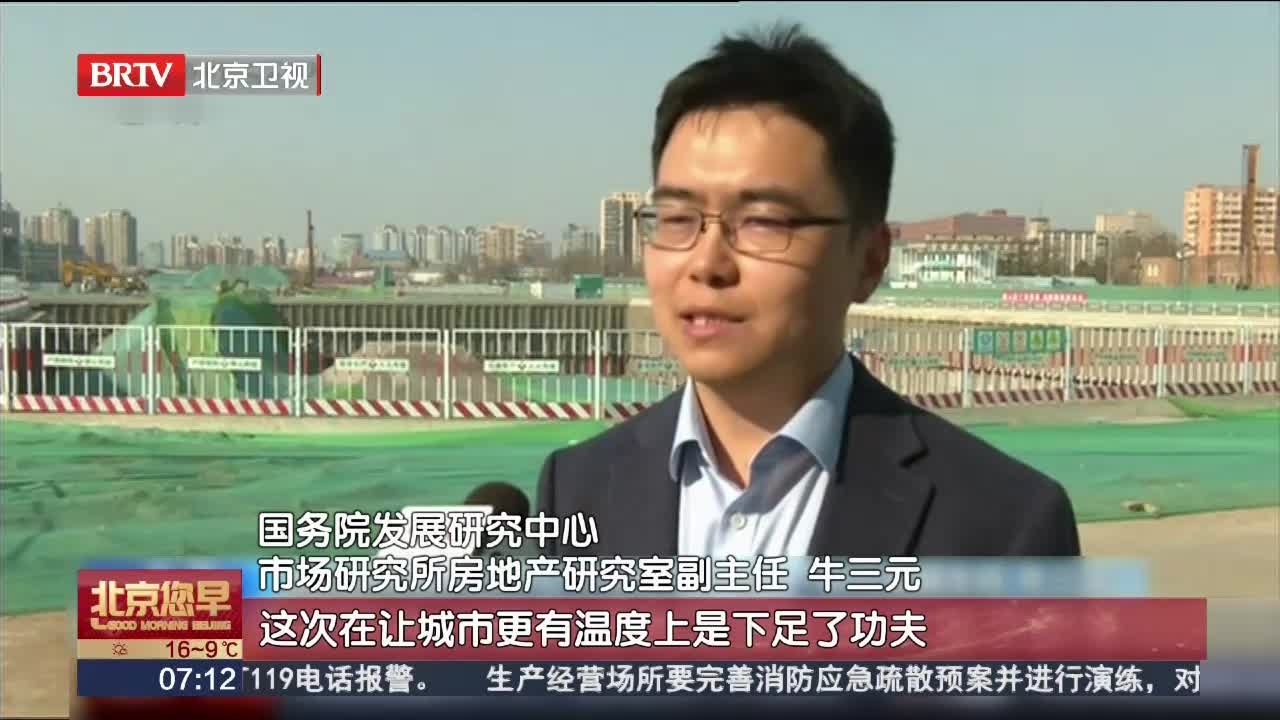 BRTV 北京卫视
国务院发展研究中心
市场研究所房地产研究室副主任 牛三元
北京您早
GOOD MORNING BEIJING
这次在让城市更有温度上是下足了功夫
16~9℃
07:12
119电话报警。 生产经营场所要完善消防应急疏散预案并进行演练，对